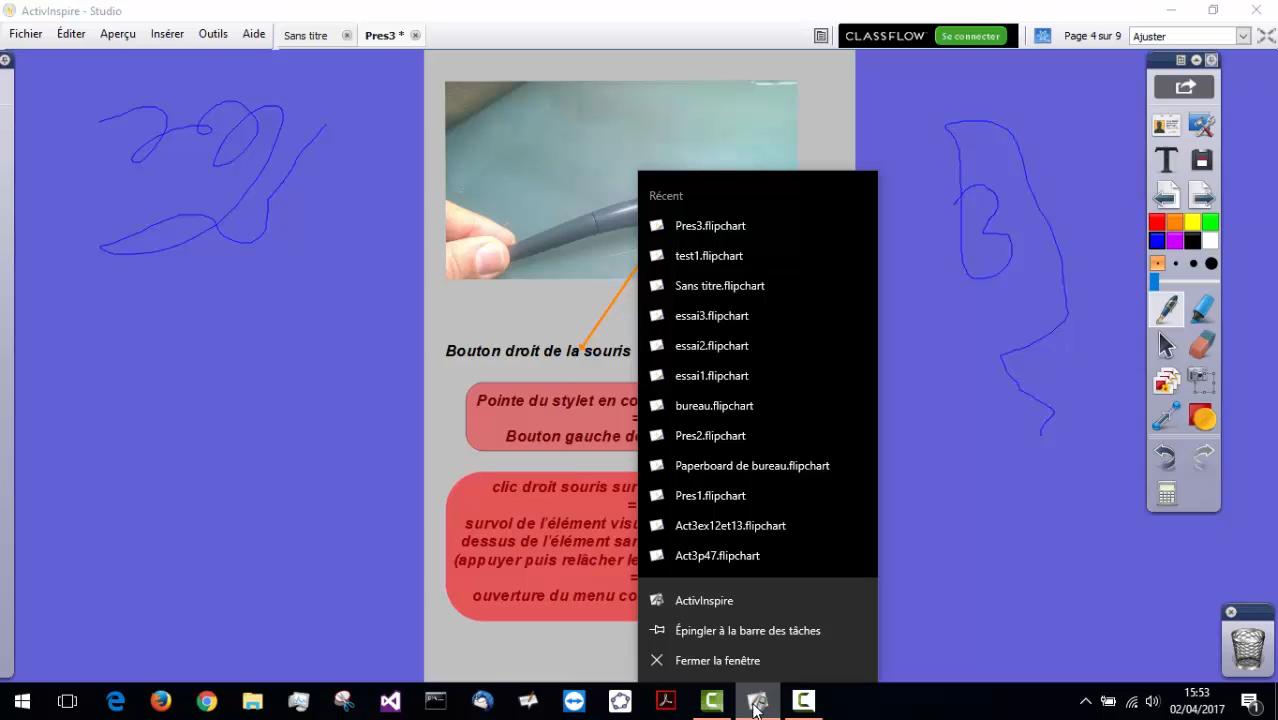 ActivInspire - Studio
Fichier Éditer Aperçu Insérer Outils Aide
Sans titre
Pres3 *
CLASSFLOW
Se connecter
Page 4 sur 9
Ajuster
Bouton droit de la souris
Pointe du stylet en co
=
Bouton gauche d
clic droit souris sur
=
survol de l'élément visu
dessus de l'élément sa
(appuyer puis relâcher le
=
ouverture du menu co
Récent
Pres3.flipchart
test1.flipchart
Sans titre.flipchart
essai3.flipchart
essai2.flipchart
essai1.flipchart
bureau.flipchart
Pres2.flipchart
Paperboard de bureau.flipchart
Pres1.flipchart
Act3ex12et13.flipchart
Act3p47.flipchart
ActivInspire
Épingler à la barre des tâches
Fermer la fenêtre
T
15:53
02/04/2017